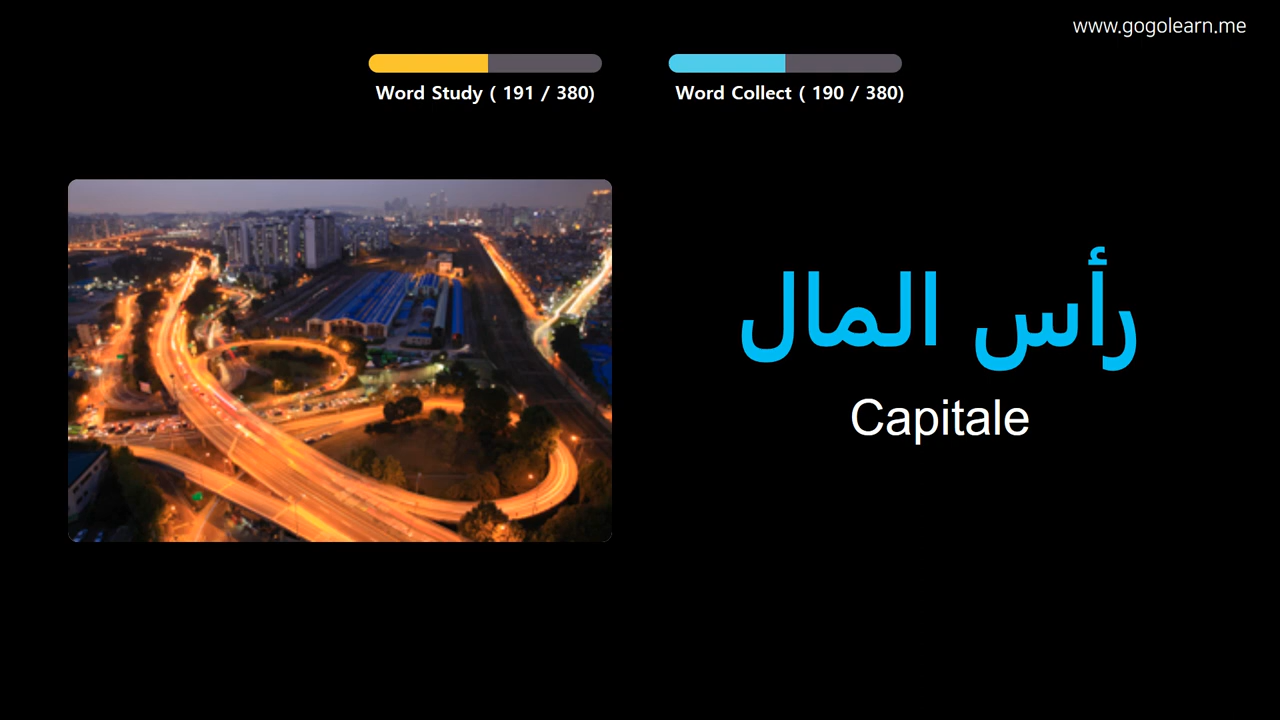 www.gogolearn.me
Word Study ( 191 / 380)
Word Collect ( 190 / 380)
رأس المال
Capitale